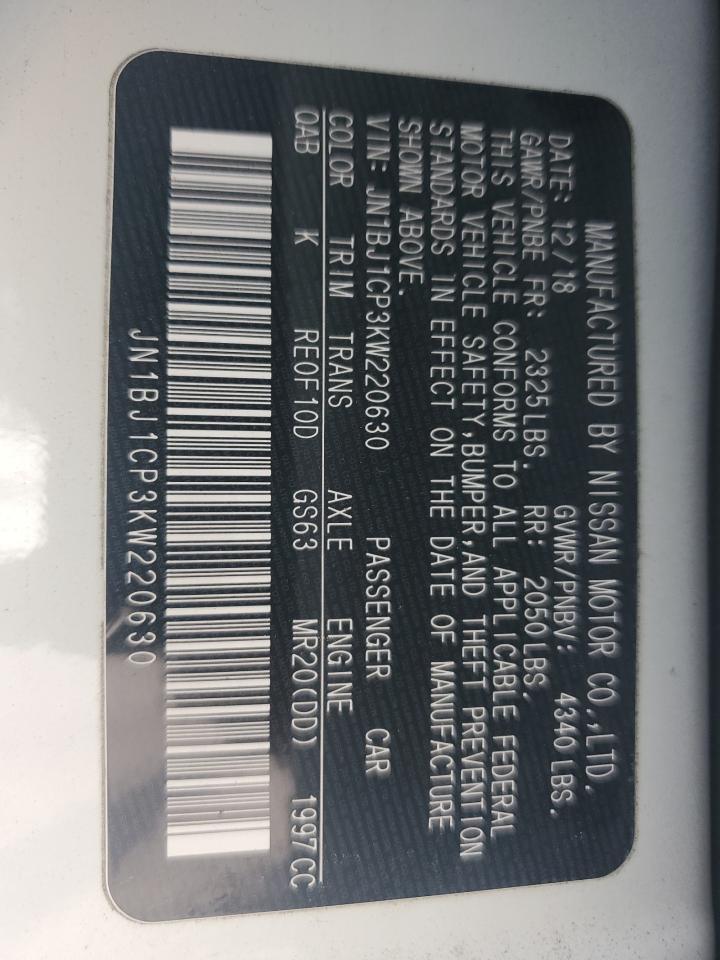 MANUFACTURED BY NISSAN MOTOR CO.,LTD.
DATE: 12/18 GVWR/PNBV: 4340 LBS.
GAWR/PNBE FR: 2325 LBS. RR: 2050 LBS.
THIS VEHICLE CONFORMS TO ALL APPLICABLE FEDERAL
MOTOR VEHICLE SAFETY,BUMPER,AND THEFT PREVENTION
STANDARDS IN EFFECT ON THE DATE OF MANUFACTURE
SHOWN ABOVE.
VIN: JN1BJ1CP3KW220630 PASSENGER CAR
COLOR TRIM TRANS AXLE ENGINE
QAB K RE0F10D GS63 MR20(DD) 1997CC
JN1BJ1CP3KW220630